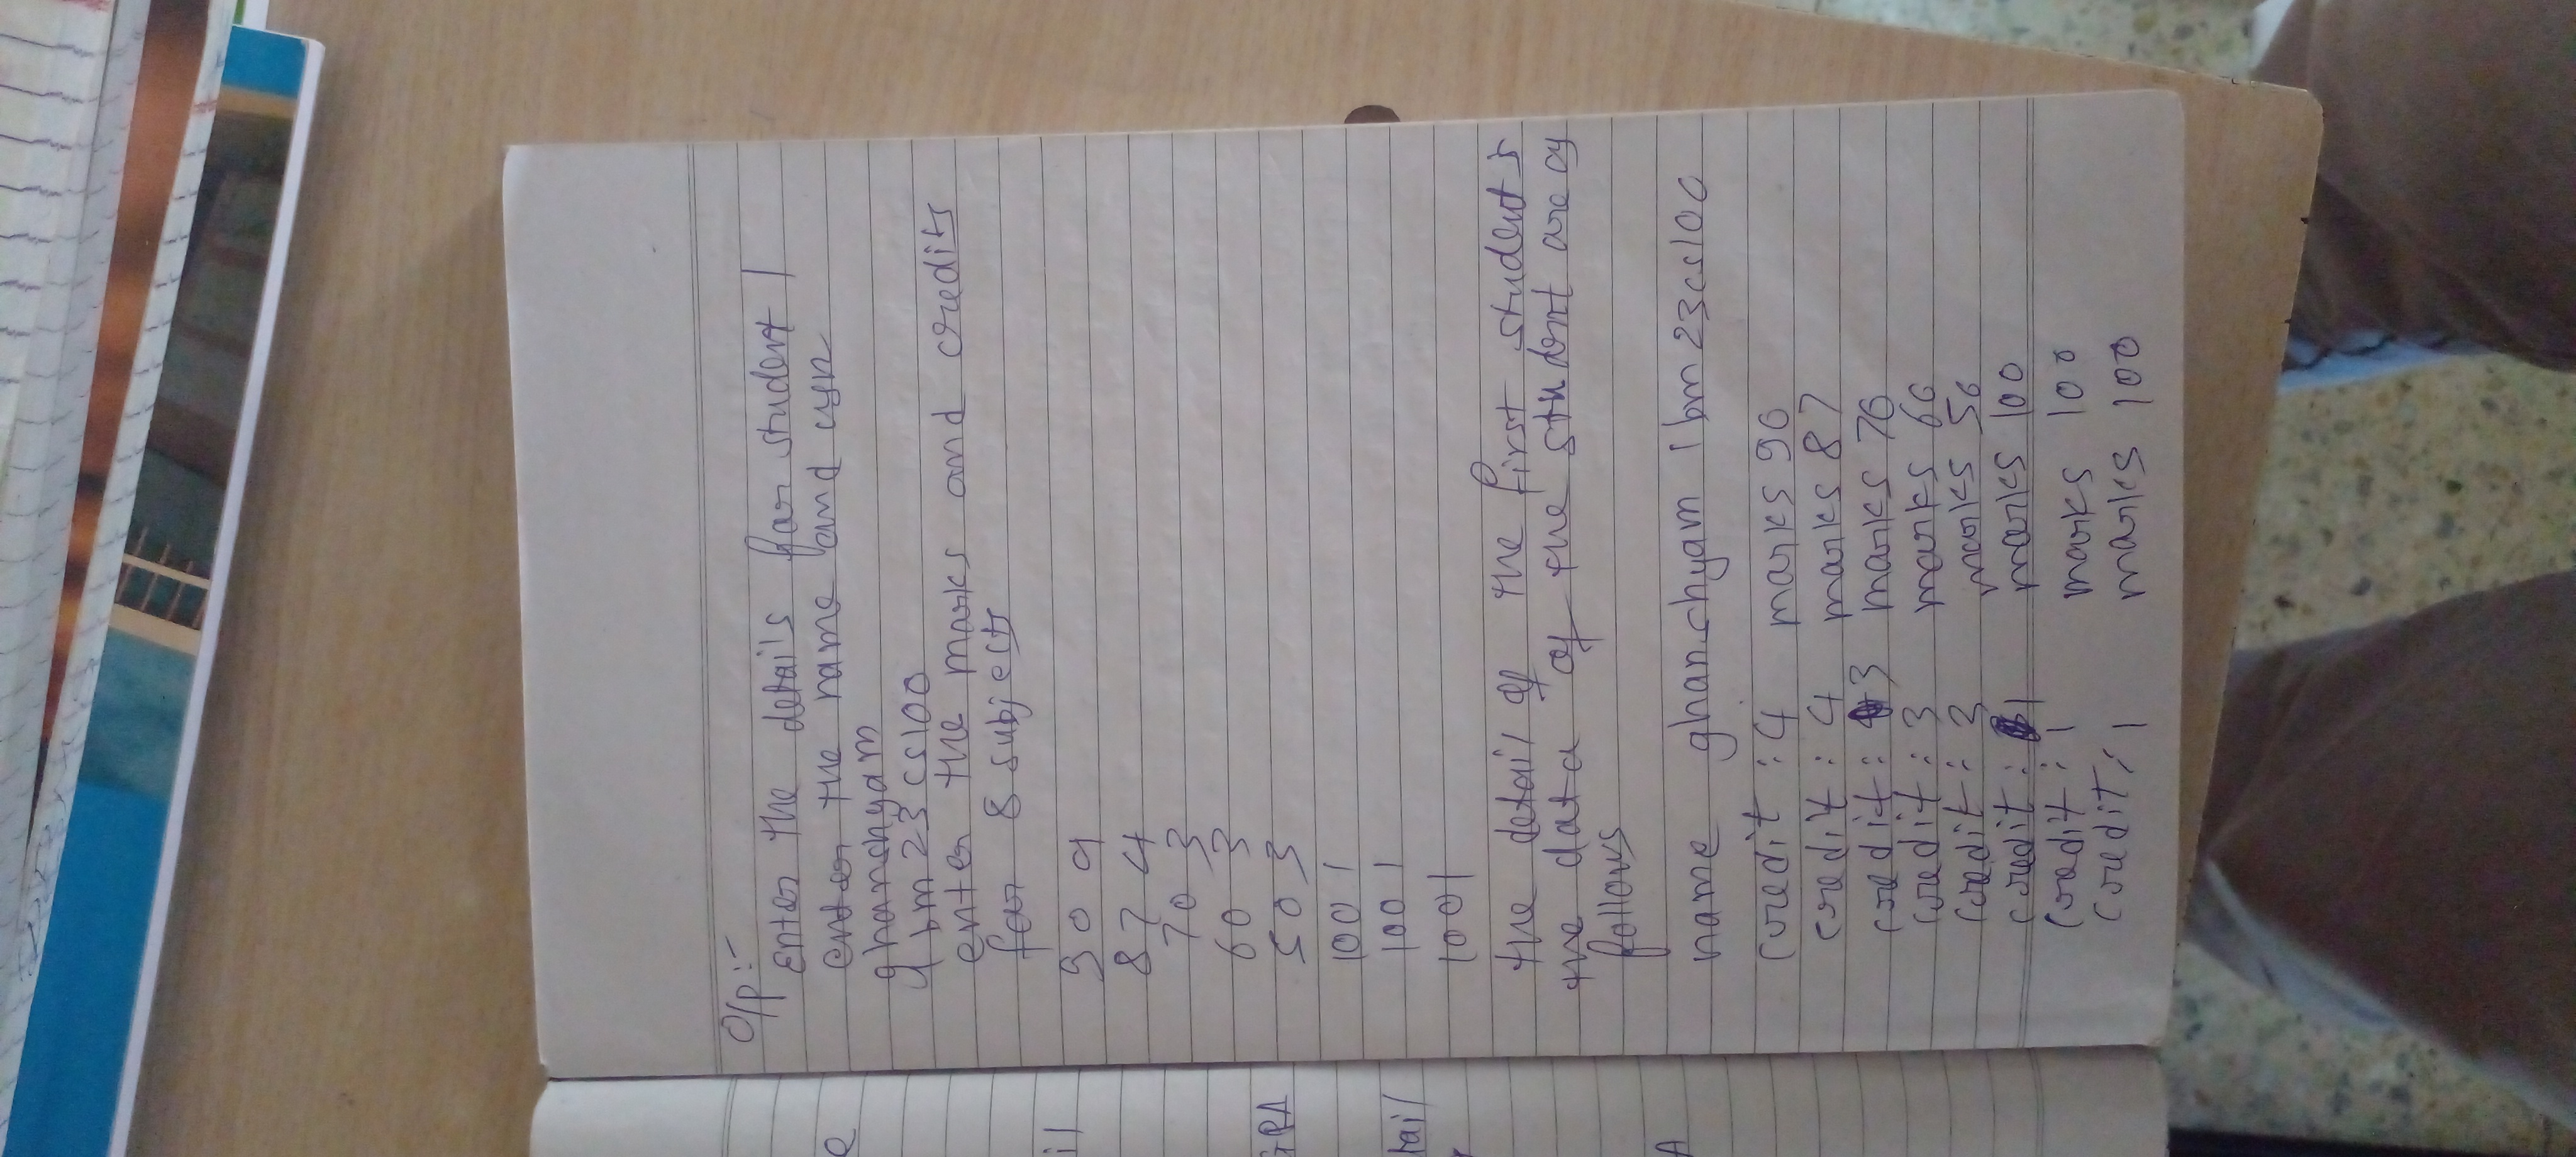 e
il
GPA
tail
A
O/p:-
Enter the details for student 1
enter the name and usn
ghanchyam
1bm23cs100
enter the marks and credits
for 8 subjects
90 4
87 4
70 3
60 3
50 3
100 1
100 1
100 1
the detail of the first student is
the data of the student are as
follows
name ghanchyam 1bm23cs100
credit : 4 marks 90
credit : 4 marks 87
credit : 3 marks 70
credit : 3 marks 60
credit : 3 marks 50
credit : 1 marks 100
credit : 1 marks 100
credit : 1 marks 100